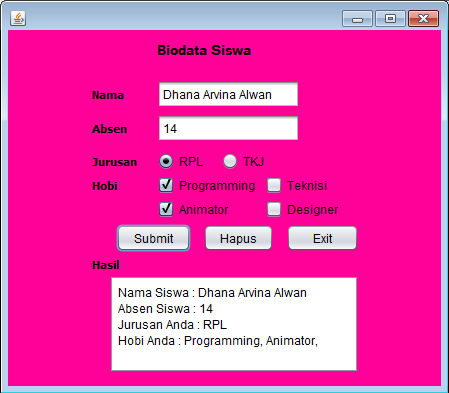 Biodata Siswa
Nama Dhana Arvina Alwan
Absen 14
Jurusan RPL TKJ
Hobi Programming Teknisi
Animator Designer
Submit Hapus Exit
Hasil
Nama Siswa : Dhana Arvina Alwan
Absen Siswa : 14
Jurusan Anda : RPL
Hobi Anda : Programming, Animator,